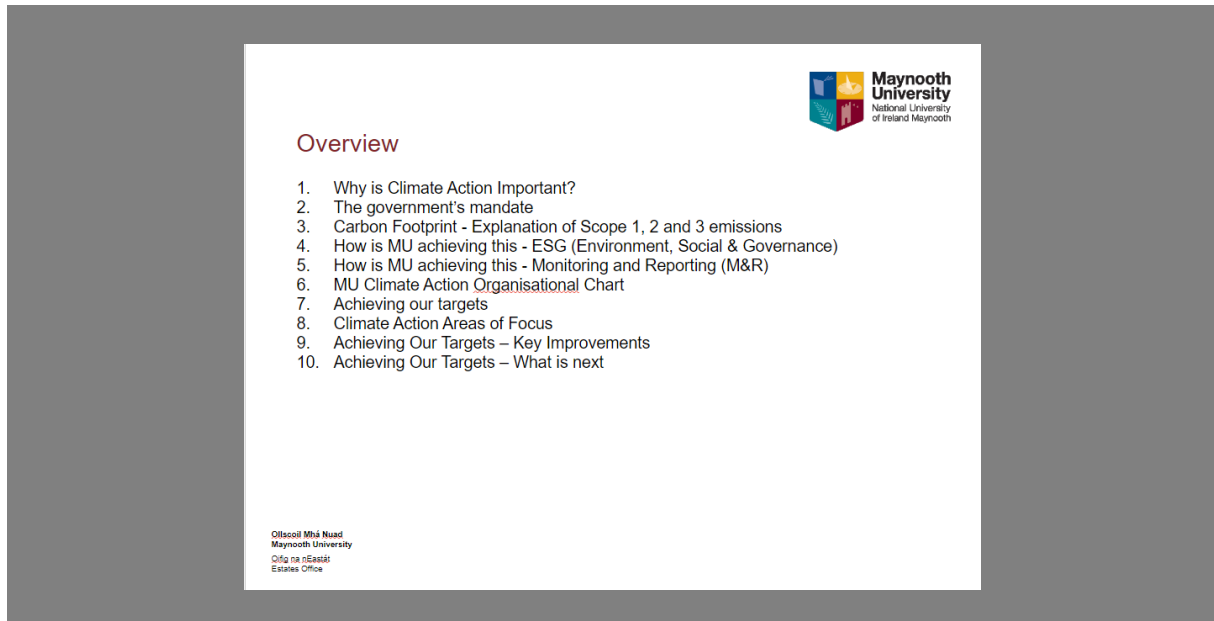 Maynooth
University
National University
of Ireland Maynooth
Overview
1. Why is Climate Action Important?
2. The government's mandate
3. Carbon Footprint - Explanation of Scope 1, 2 and 3 emissions
4. How is MU achieving this - ESG (Environment, Social & Governance)
5. How is MU achieving this - Monitoring and Reporting (M&R)
6. MU Climate Action Organisational Chart
7. Achieving our targets
8. Climate Action Areas of Focus
9. Achieving Our Targets – Key Improvements
10. Achieving Our Targets – What is next
Ollscoil Mhá Nuad
Maynooth University
Oifig na nEastát
Estates Office